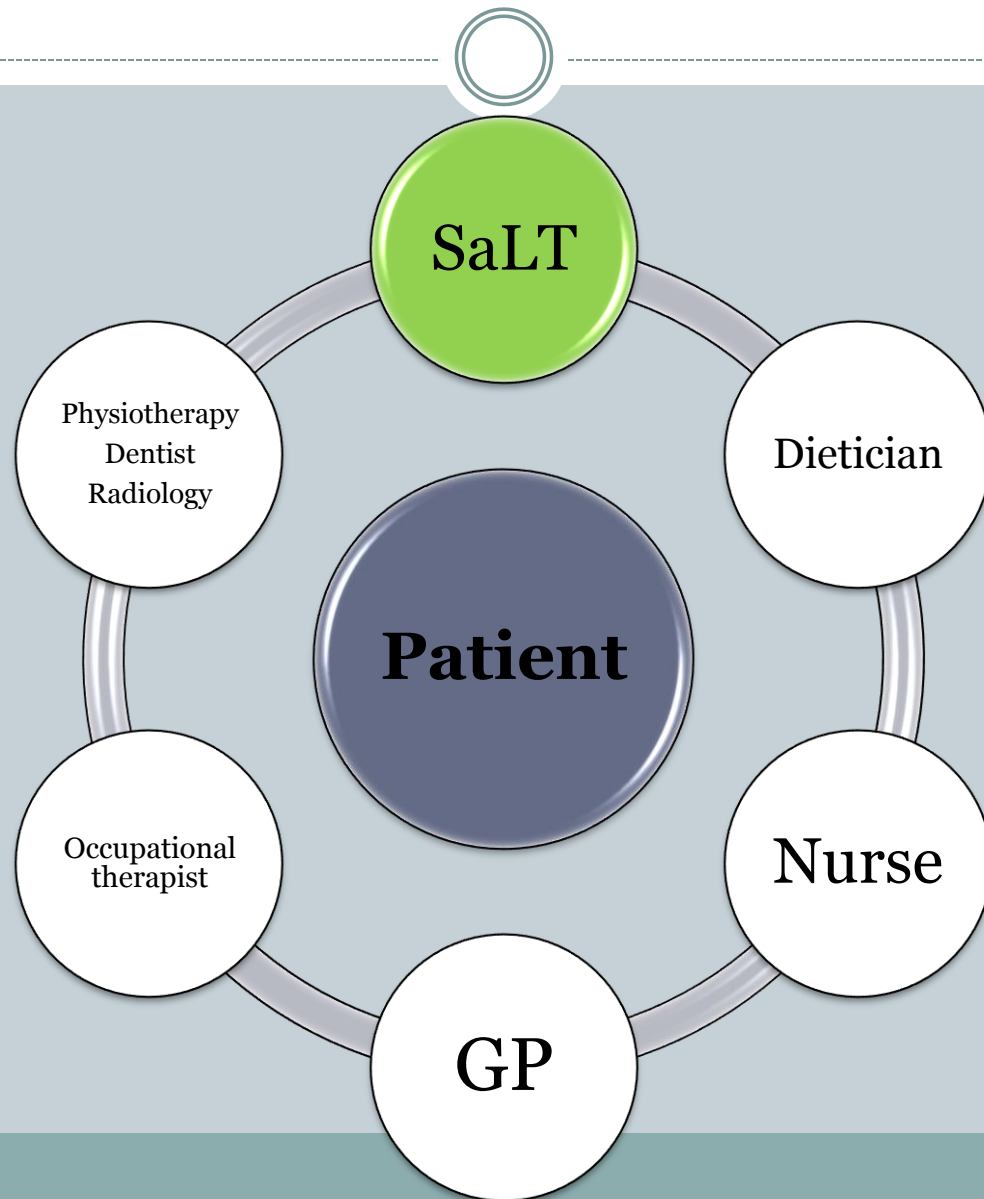 SaLT
Dietician
Nurse
GP
Occupational
therapist
Physiotherapy
Dentist
Radiology
Patient